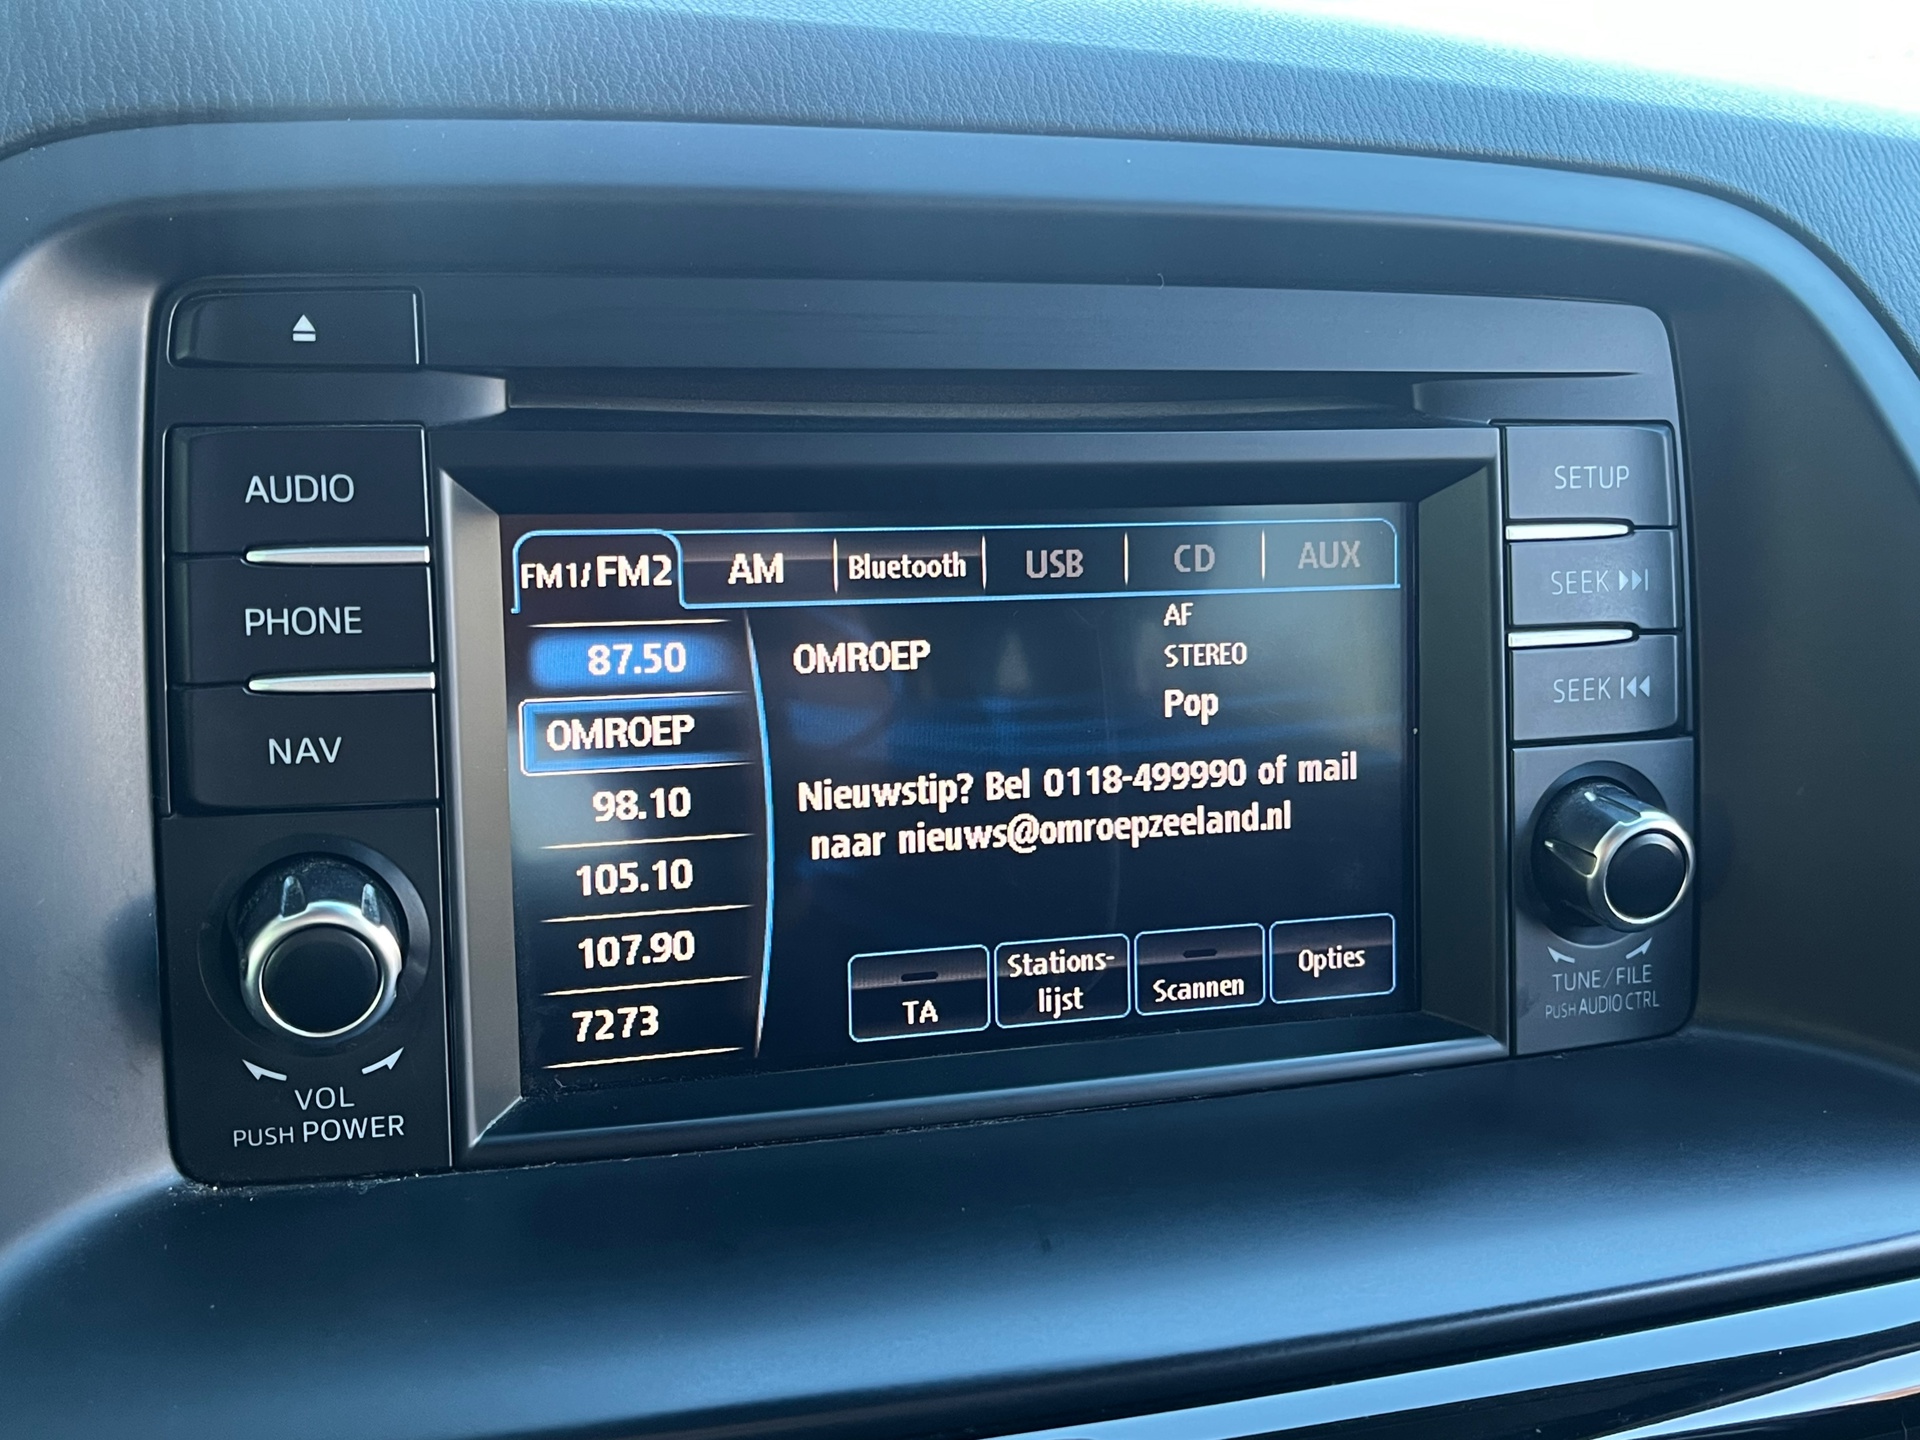 AUDIO
PHONE
NAV
VOL
PUSH POWER
FM1/FM2 AM Bluetooth USB CD AUX
87.50
OMROEP
98.10
105.10
107.90
7273
OMROEP
AF
STEREO
Pop
Nieuwstip? Bel 0118-499990 of mail
naar nieuws@omroepzeeland.nl
TA
Stations-
lijst
Scannen
Opties
SETUP
SEEK
SEEK
TUNE/FILE
PUSH AUDIO CTRL